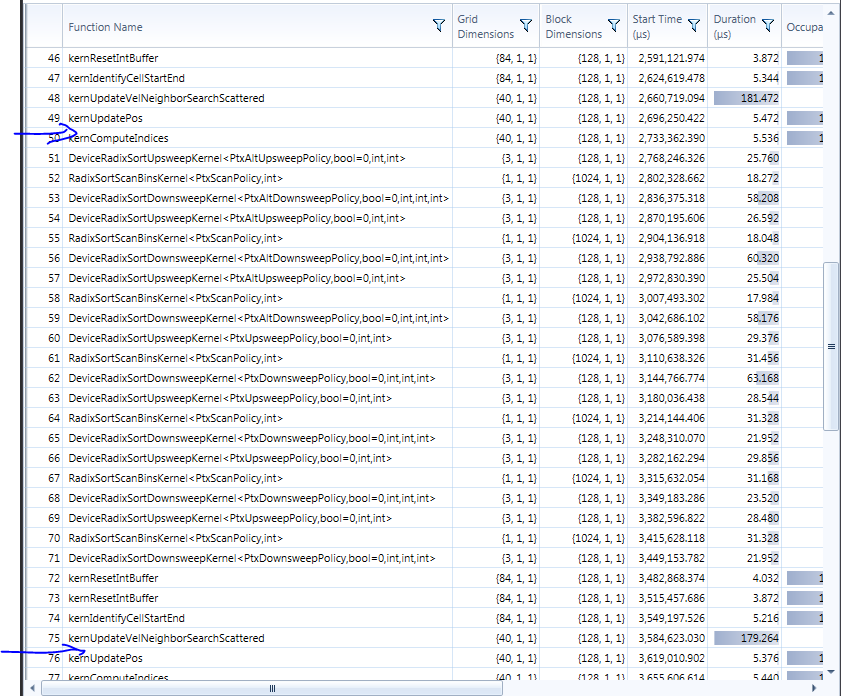 Function Name Grid Dimensions Block Dimensions Start Time (µs) Duration (µs) Occupa
46 kernResetIntBuffer {84, 1, 1} {128, 1, 1} 2,591,121.974 3.872 1
47 kernIdentifyCellStartEnd {84, 1, 1} {128, 1, 1} 2,624,619.478 5.344 1
48 kernUpdateVelNeighborSearchScattered {40, 1, 1} {128, 1, 1} 2,660,719.094 181.472
49 kernUpdatePos {40, 1, 1} {128, 1, 1} 2,696,250.422 5.472 1
50 kernComputeIndices {40, 1, 1} {128, 1, 1} 2,733,362.390 5.536 1
51 DeviceRadixSortUpsweepKernel<PtxAltUpsweepPolicy,bool=0,int,int> {3, 1, 1} {128, 1, 1} 2,768,246.326 25.760
52 RadixSortScanBinsKernel<PtxScanPolicy,int> {1, 1, 1} {1024, 1, 1} 2,802,328.662 18.272
53 DeviceRadixSortDownsweepKernel<PtxAltDownsweepPolicy,bool=0,int,int,int> {3, 1, 1} {128, 1, 1} 2,836,375.318 58.208
54 DeviceRadixSortUpsweepKernel<PtxAltUpsweepPolicy,bool=0,int,int> {3, 1, 1} {128, 1, 1} 2,870,195.606 26.592
55 RadixSortScanBinsKernel<PtxScanPolicy,int> {1, 1, 1} {1024, 1, 1} 2,904,136.918 18.048
56 DeviceRadixSortDownsweepKernel<PtxAltDownsweepPolicy,bool=0,int,int,int> {3, 1, 1} {128, 1, 1} 2,938,792.886 60.320
57 DeviceRadixSortUpsweepKernel<PtxAltUpsweepPolicy,bool=0,int,int> {3, 1, 1} {128, 1, 1} 2,972,830.390 25.504
58 RadixSortScanBinsKernel<PtxScanPolicy,int> {1, 1, 1} {1024, 1, 1} 3,007,493.302 17.984
59 DeviceRadixSortDownsweepKernel<PtxAltDownsweepPolicy,bool=0,int,int,int> {3, 1, 1} {128, 1, 1} 3,042,686.102 58.176
60 DeviceRadixSortUpsweepKernel<PtxUpsweepPolicy,bool=0,int,int> {3, 1, 1} {128, 1, 1} 3,076,589.398 29.376
61 RadixSortScanBinsKernel<PtxScanPolicy,int> {1, 1, 1} {1024, 1, 1} 3,110,638.326 31.456
62 DeviceRadixSortDownsweepKernel<PtxDownsweepPolicy,bool=0,int,int,int> {3, 1, 1} {128, 1, 1} 3,144,766.774 63.168
63 DeviceRadixSortUpsweepKernel<PtxUpsweepPolicy,bool=0,int,int> {3, 1, 1} {128, 1, 1} 3,180,036.438 28.544
64 RadixSortScanBinsKernel<PtxScanPolicy,int> {1, 1, 1} {1024, 1, 1} 3,214,144.406 31.328
65 DeviceRadixSortDownsweepKernel<PtxDownsweepPolicy,bool=0,int,int,int> {3, 1, 1} {128, 1, 1} 3,248,310.070 21.952
66 DeviceRadixSortUpsweepKernel<PtxUpsweepPolicy,bool=0,int,int> {3, 1, 1} {128, 1, 1} 3,282,162.294 29.856
67 RadixSortScanBinsKernel<PtxScanPolicy,int> {1, 1, 1} {1024, 1, 1} 3,315,632.054 31.168
68 DeviceRadixSortDownsweepKernel<PtxDownsweepPolicy,bool=0,int,int,int> {3, 1, 1} {128, 1, 1} 3,349,183.286 23.520
69 DeviceRadixSortUpsweepKernel<PtxUpsweepPolicy,bool=0,int,int> {3, 1, 1} {128, 1, 1} 3,382,596.822 28.480
70 RadixSortScanBinsKernel<PtxScanPolicy,int> {1, 1, 1} {1024, 1, 1} 3,415,628.118 31.328
71 DeviceRadixSortDownsweepKernel<PtxDownsweepPolicy,bool=0,int,int,int> {3, 1, 1} {128, 1, 1} 3,449,153.782 21.952
72 kernResetIntBuffer {84, 1, 1} {128, 1, 1} 3,482,868.374 4.032 1
73 kernResetIntBuffer {84, 1, 1} {128, 1, 1} 3,515,457.686 3.872 1
74 kernIdentifyCellStartEnd {84, 1, 1} {128, 1, 1} 3,549,197.526 5.216 1
75 kernUpdateVelNeighborSearchScattered {40, 1, 1} {128, 1, 1} 3,584,623.030 179.264
76 kernUpdatePos {40, 1, 1} {128, 1, 1} 3,619,010.902 5.376 1
77 kernComputeIndices {40, 1, 1} {128, 1, 1} 3,655,606.614 5.440 1